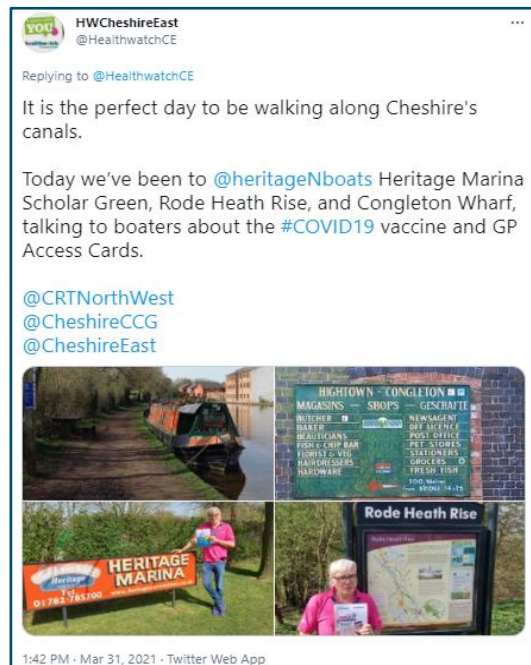 HWCheshireEast
@HealthwatchCE
Replying to @HealthwatchCE
It is the perfect day to be walking along Cheshire's
canals.
Today we've been to @heritageNboats Heritage Marina
Scholar Green, Rode Heath Rise, and Congleton Wharf,
talking to boaters about the #COVID19 vaccine and GP
Access Cards.
@CRTNorthWest
@CheshireCCG
@CheshireEast
HIGHTOWN - CONGLETON
MAGASINS - SHOPS - GESCHAFTE
BUTCHER
BAKER
BEAUTICIANS
FISH & CHIP BAR
FLORIST & VEG
HAIRDRESSERS
HARDWARE
NEWSAGENT
OFF LICENCE
POST OFFICE
PET STORES
STATIONERS
GROCERS
FRESH FISH
HERITAGE
MARINA
Heritage
Tel.
01782-785700
Rode Heath Rise
1:42 PM · Mar 31, 2021 · Twitter Web App